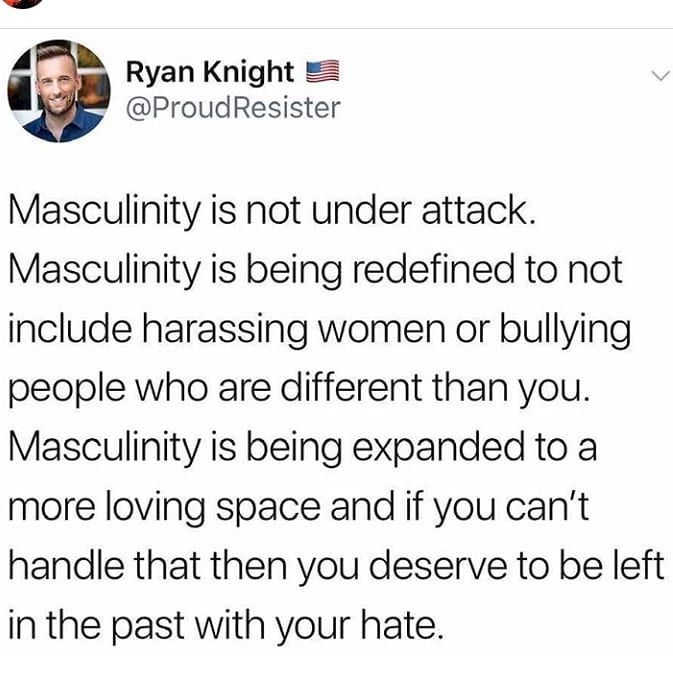 Ryan Knight 🇺🇸
@ProudResister
Masculinity is not under attack.
Masculinity is being redefined to not
include harassing women or bullying
people who are different than you.
Masculinity is being expanded to a
more loving space and if you can't
handle that then you deserve to be left
in the past with your hate.